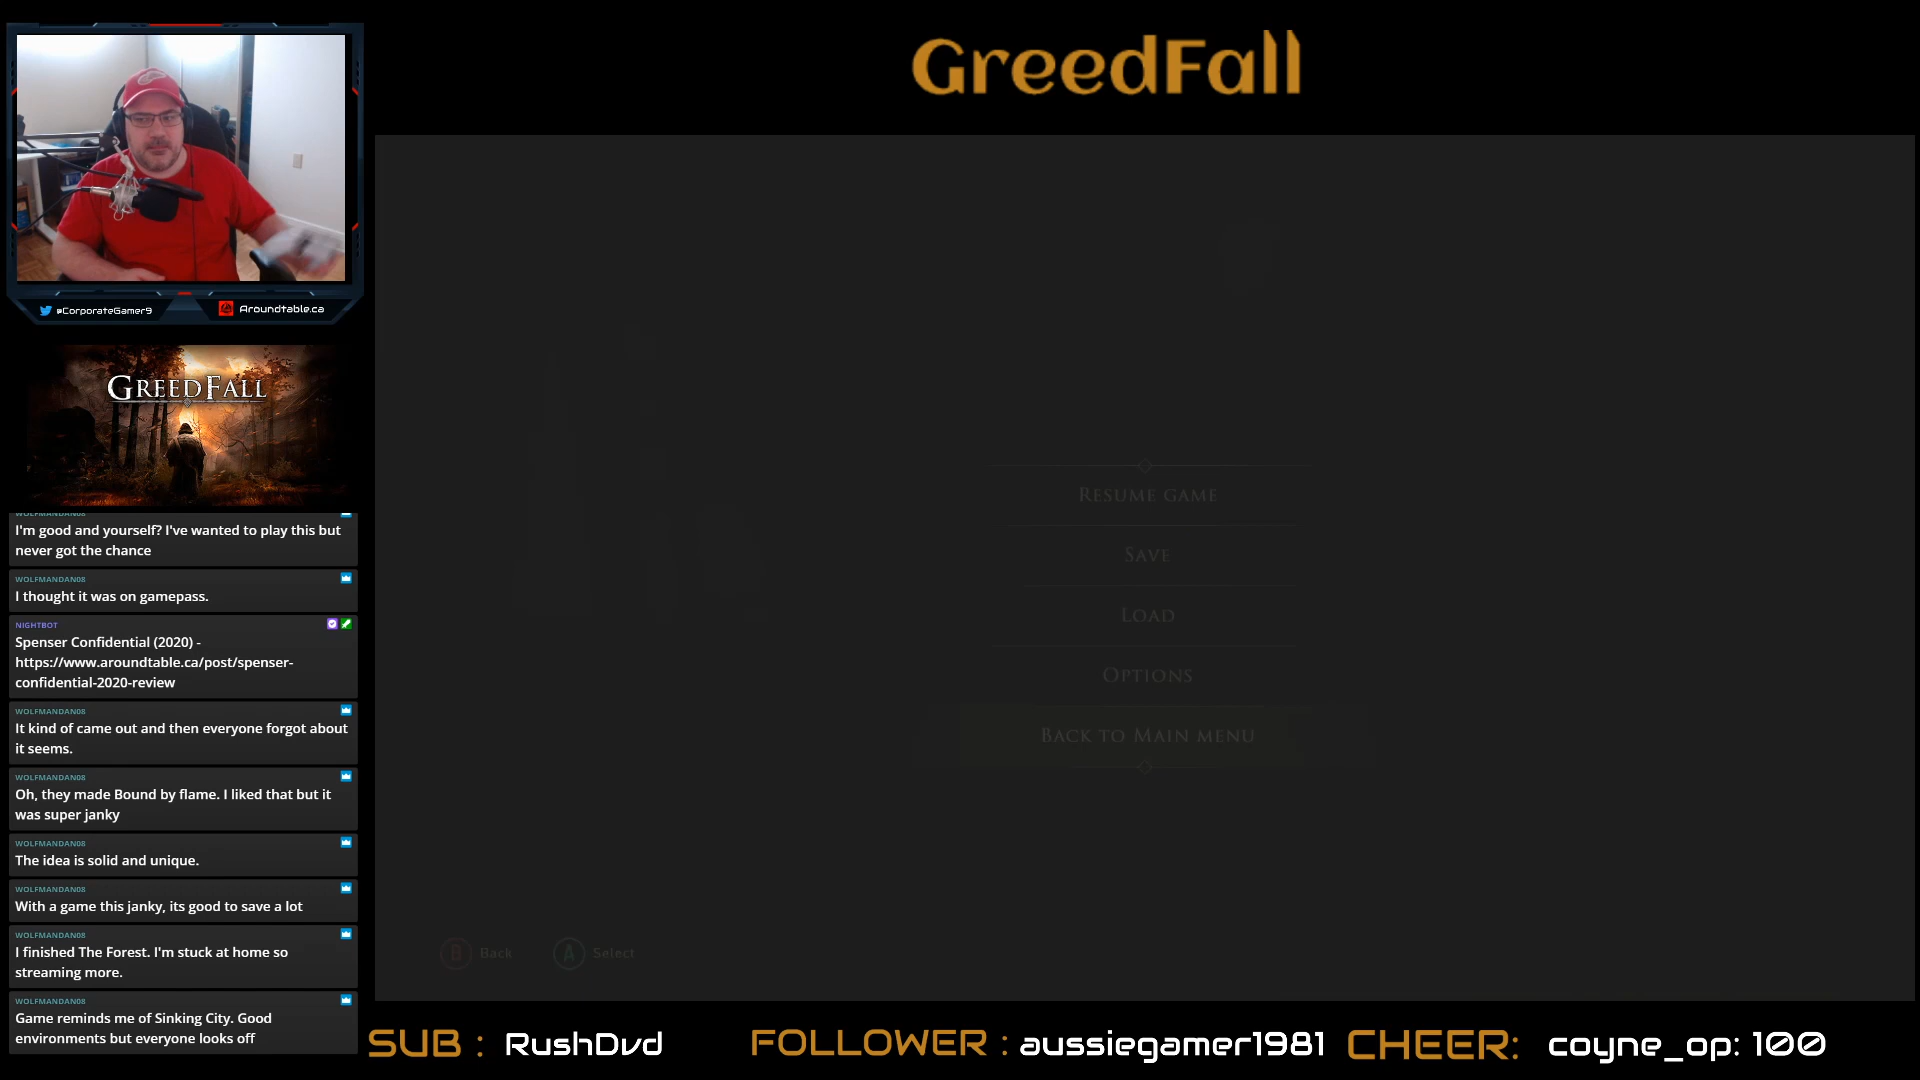 GreedFall
@CorporateGamer9
Aroundtable.ca
GREEDFALL
WOLFMANDAN08
I'm good and yourself? I've wanted to play this but
never got the chance
WOLFMANDAN08
I thought it was on gamepass.
NIGHTBOT
Spenser Confidential (2020) -
https://www.aroundtable.ca/post/spenser-
confidential-2020-review
WOLFMANDAN08
It kind of came out and then everyone forgot about
it seems.
WOLFMANDAN08
Oh, they made Bound by flame. I liked that but it
was super janky
WOLFMANDAN08
The idea is solid and unique.
WOLFMANDAN08
With a game this janky, its good to save a lot
WOLFMANDAN08
I finished The Forest. I'm stuck at home so
streaming more.
WOLFMANDAN08
Game reminds me of Sinking City. Good
environments but everyone looks off
RESUME GAME
SAVE
LOAD
OPTIONS
BACK TO MAIN MENU
B Back A Select
SUB : RushDvd FOLLOWER : aussiegamer1981 CHEER: coyne_op: 100